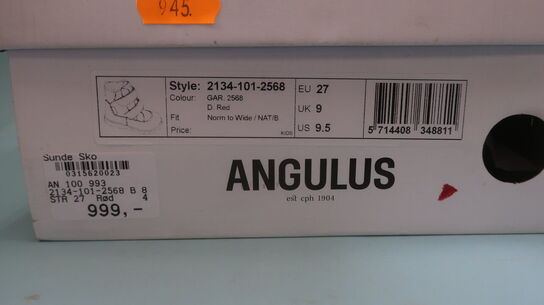 945.
Style: 2134-101-2568
Colour: GAR. 2568
D. Red
Fit Norm to Wide / NAT/B
Price:
KIDS
EU 27
UK 9
US 9.5
5 714408 348811
Sunde Sko
0315620023
AN 100 993
2134-101-2568 B 8
STR 27 Rød 4
999,-
ANGULUS
est cph 1904